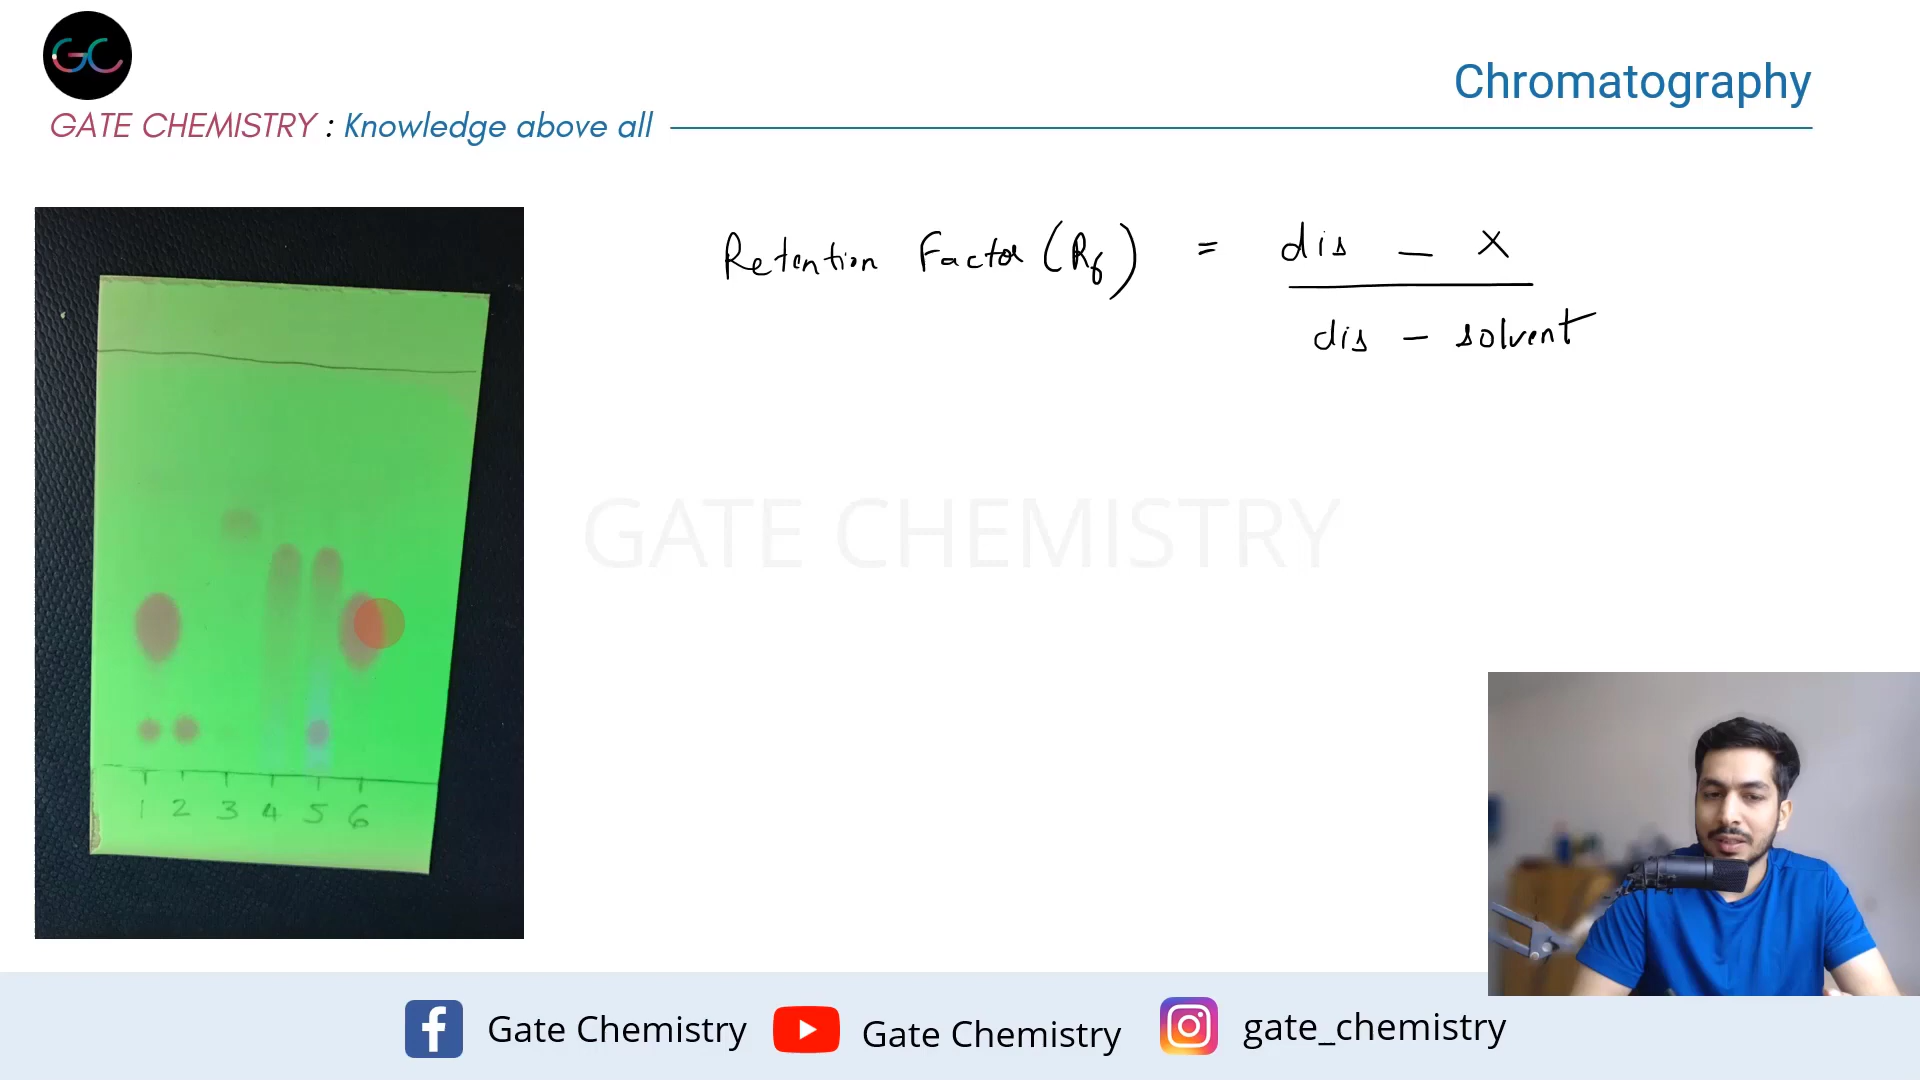 GC
Chromatography
GATE CHEMISTRY : Knowledge above all
Retention Factor (Rf) = dis – X
dis – solvent
GATE CHEMISTRY
1 2 3 4 5 6
Gate Chemistry Gate Chemistry gate_chemistry